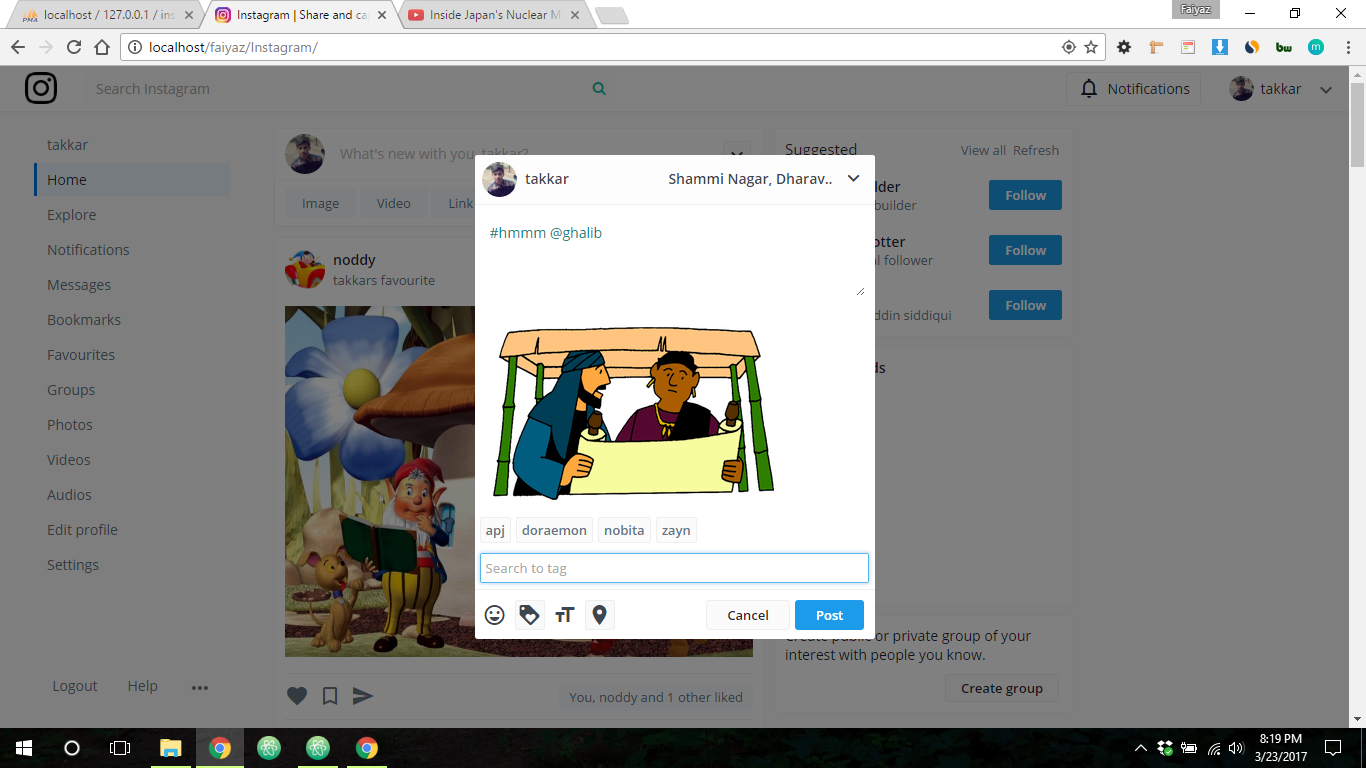 localhost / 127.0.0.1 / ins
Instagram | Share and ca
Inside Japan's Nuclear M
Faiyaz
localhost/faiyaz/Instagram/
Search Instagram
Notifications
takkar
takkar
Home
Explore
Notifications
Messages
Bookmarks
Favourites
Groups
Photos
Videos
Audios
Edit profile
Settings
Logout
Help
What's new with you, takkar?
Image
Video
Link
noddy
takkars favourite
You, noddy and 1 other liked
takkar
Shammi Nagar, Dharav..
#hmmm @ghalib
apj
doraemon
nobita
zayn
Search to tag
Cancel
Post
Suggested
View all
Refresh
lder
builder
Follow
otter
l follower
Follow
ddin siddiqui
Follow
ds
Create public or private group of your
interest with people you know.
Create group
8:19 PM
3/23/2017